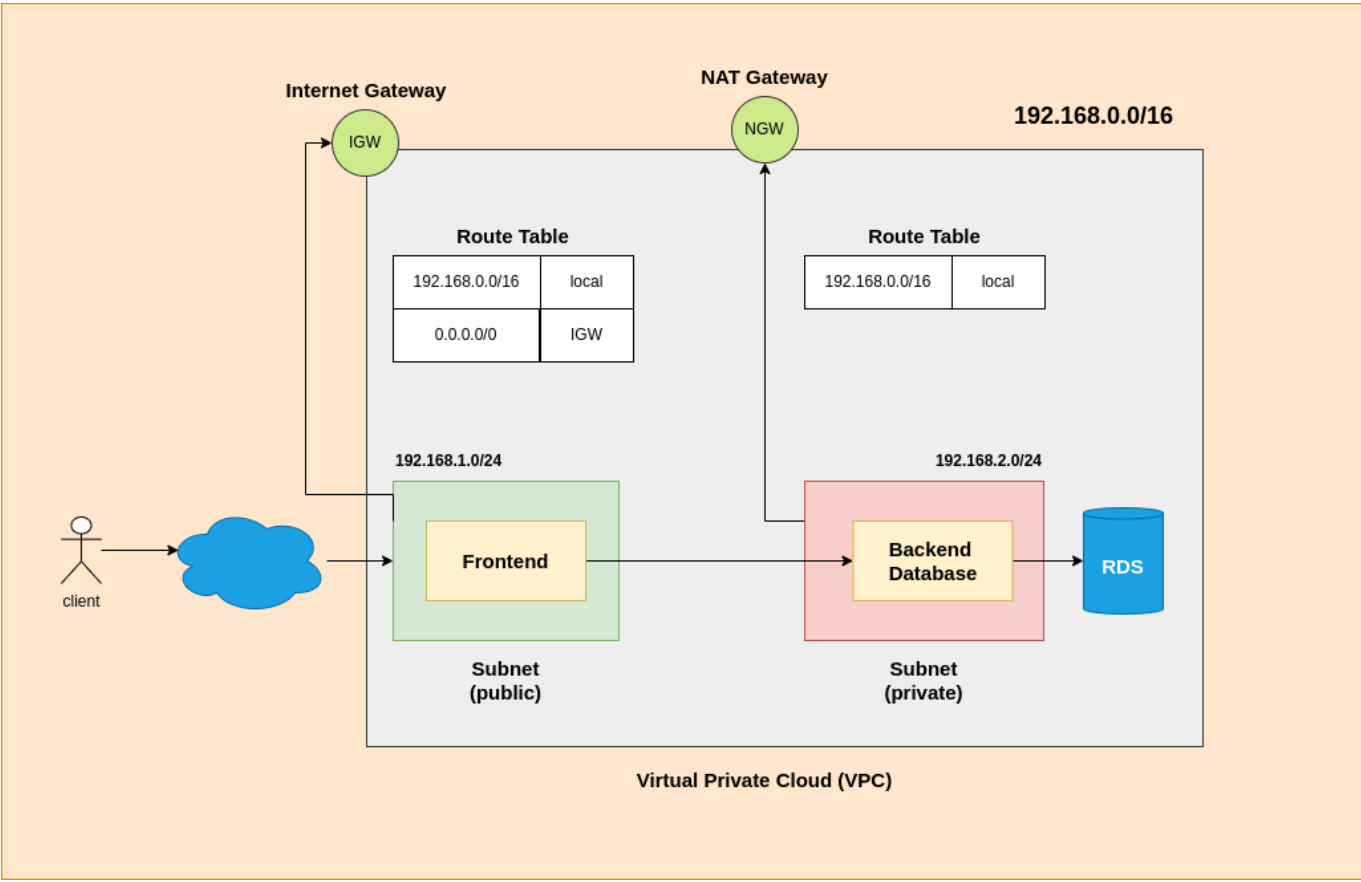 NAT Gateway
Internet Gateway
192.168.0.0/16
IGW
NGW
Route Table
192.168.0.0/16 local
0.0.0.0/0 IGW
Route Table
192.168.0.0/16 local
192.168.1.0/24
192.168.2.0/24
client
Frontend
Backend
Database
RDS
Subnet
(public)
Subnet
(private)
Virtual Private Cloud (VPC)